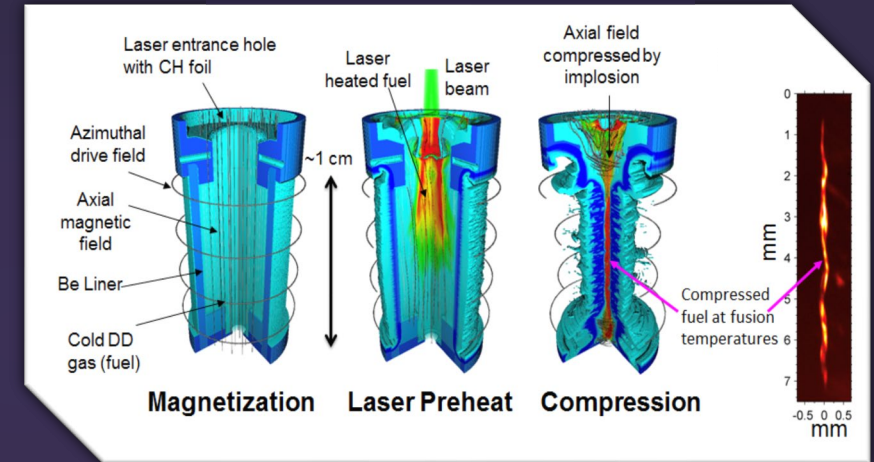 Laser entrance hole
with CH foil
Azimuthal
drive field
Axial
magnetic
field
Be Liner
Cold DD
gas (fuel)
~1 cm
Magnetization
Laser
heated fuel
Laser
beam
Laser Preheat
Axial field
compressed by
implosion
Compression
Compressed
fuel at fusion
temperatures
0
1
2
3
4
5
6
7
mm
-0.5 0 0.5
mm